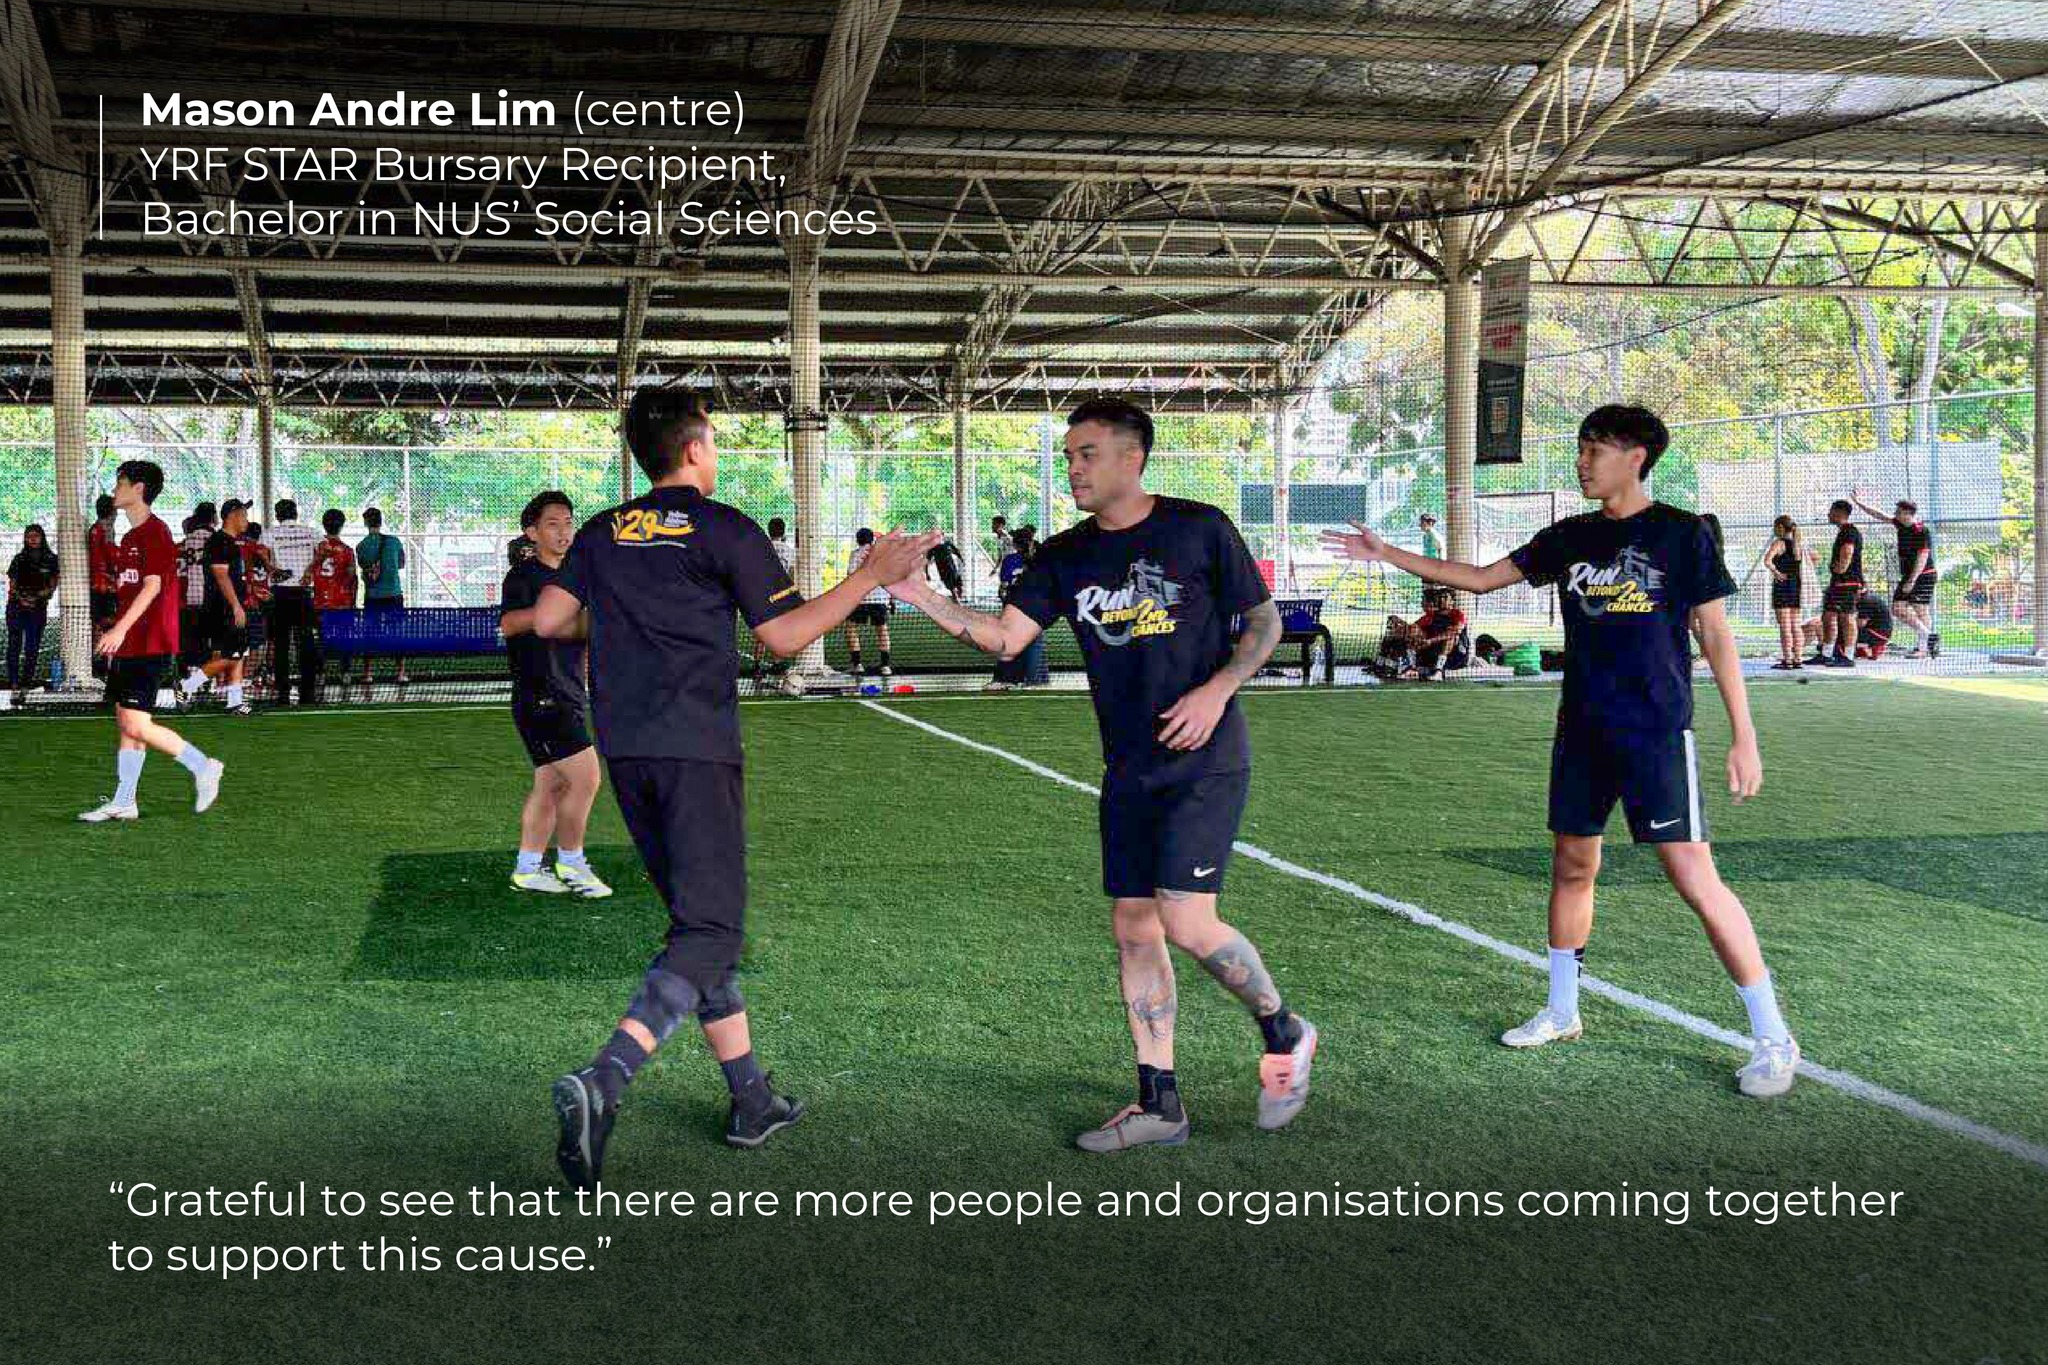 Mason Andre Lim (centre)
YRF STAR Bursary Recipient,
Bachelor in NUS’ Social Sciences
RUN
BEYOND 2ND
CHANCES
RUN
BEYOND 2ND
CHANCES
“Grateful to see that there are more people and organisations coming together
to support this cause.”